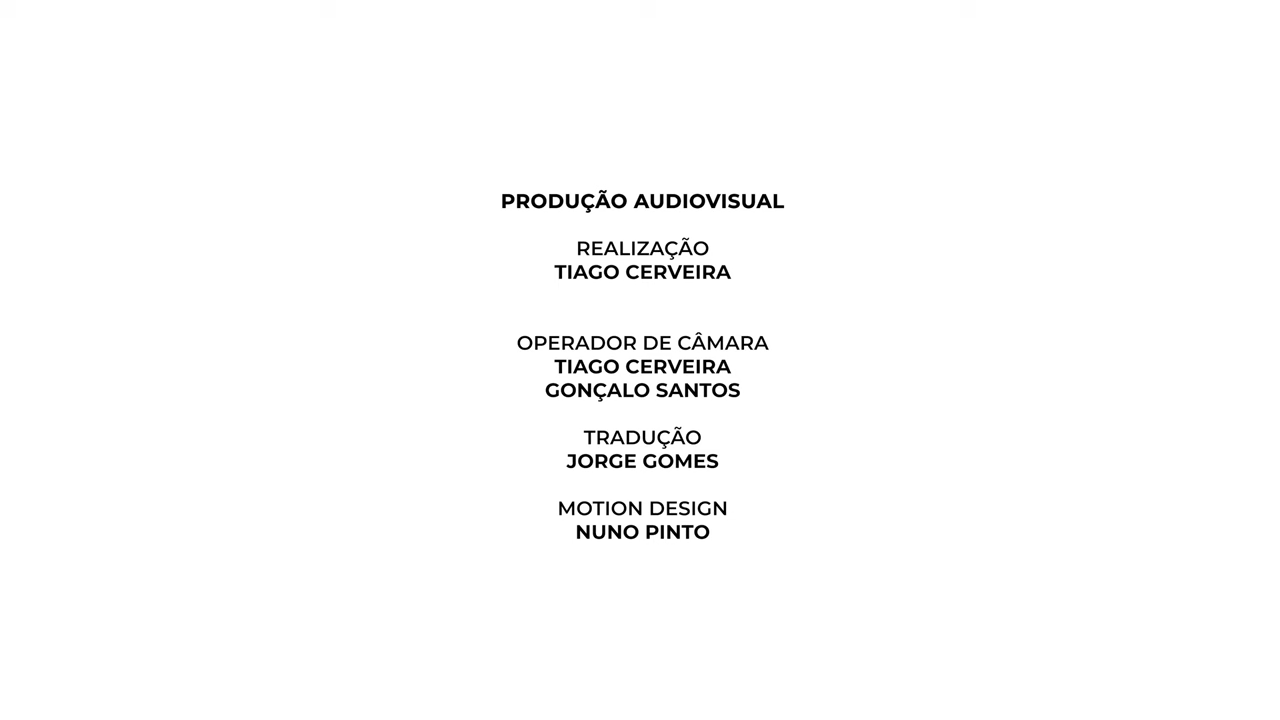 PRODUÇÃO AUDIOVISUAL
REALIZAÇÃO
TIAGO CERVEIRA
OPERADOR DE CÂMARA
TIAGO CERVEIRA
GONÇALO SANTOS
TRADUÇÃO
JORGE GOMES
MOTION DESIGN
NUNO PINTO